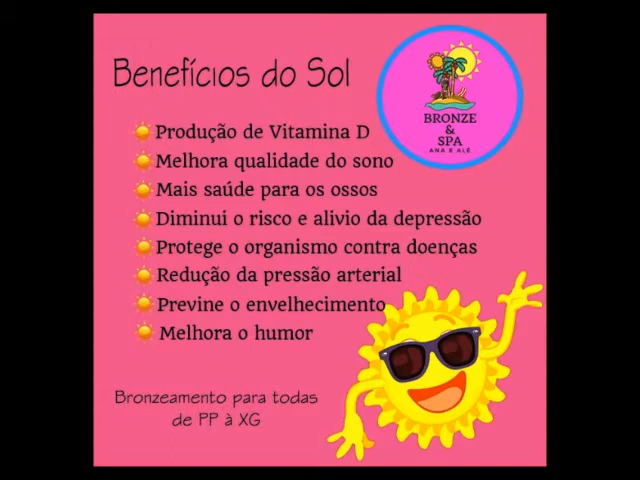 Benefícios do Sol
BRONZE
&
SPA
ANA E ALÊ
Produção de Vitamina D
Melhora qualidade do sono
Mais saúde para os ossos
Diminui o risco e alivio da depressão
Protege o organismo contra doenças
Redução da pressão arterial
Previne o envelhecimento
Melhora o humor
Bronzeamento para todas
de PP à XG